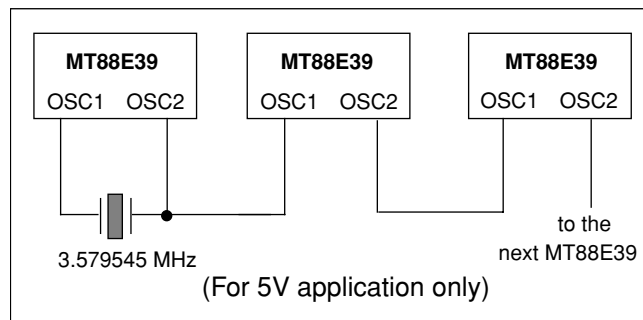 MT88E39
OSC1 OSC2
MT88E39
OSC1 OSC2
MT88E39
OSC1 OSC2
3.579545 MHz
to the
next MT88E39
(For 5V application only)